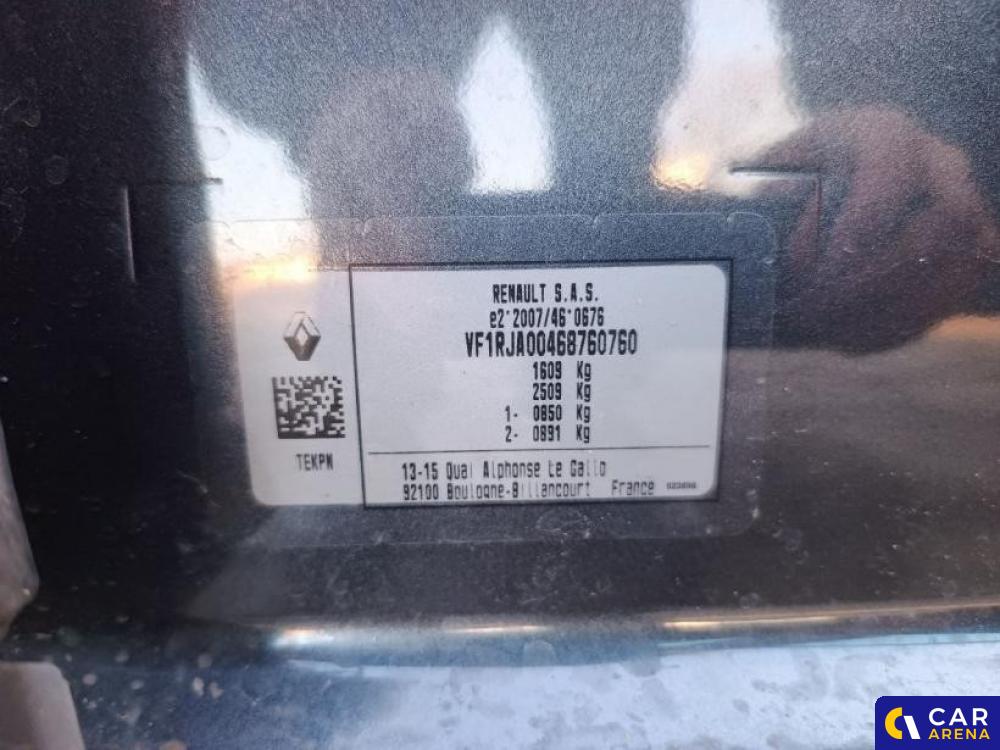 RENAULT S.A.S.
e2*2007/46*0676
VF1RJA00468760760
1609 Kg
2509 Kg
1- 0850 Kg
2- 0891 Kg
TEKPN
13-15 Quai Alphonse Le Gallo
92100 Boulogne-Billancourt France
CAR
ARENA